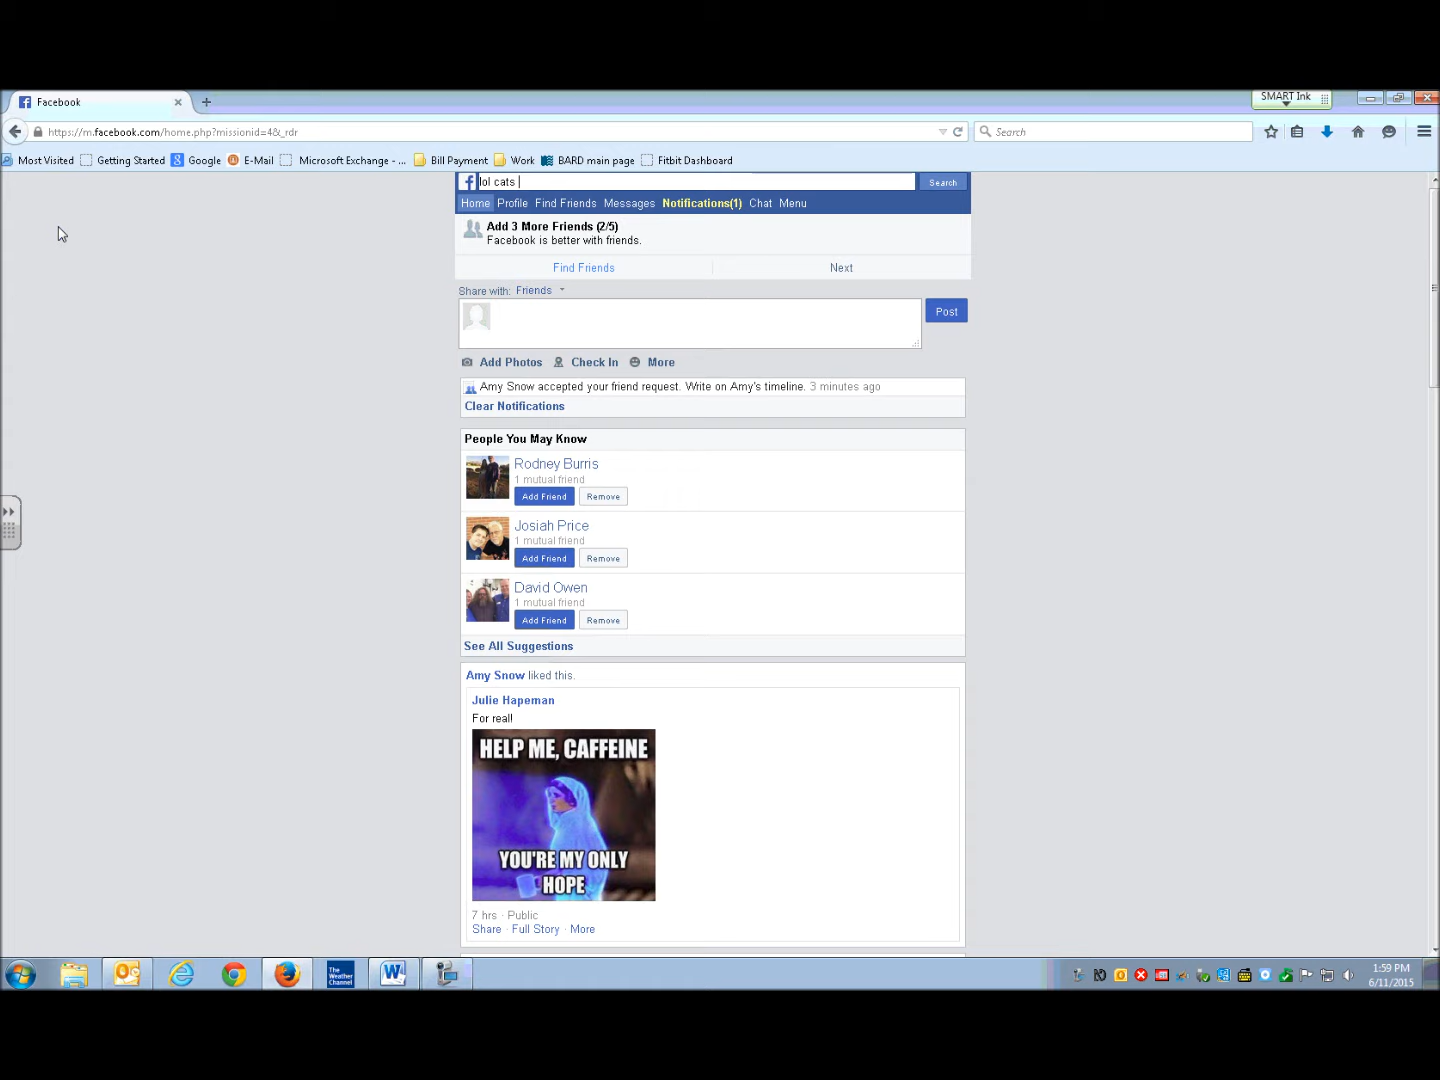 Facebook
SMART Ink
https://m.facebook.com/home.php?missionid=4&_rdr
Search
Most Visited Getting Started Google E-Mail Microsoft Exchange - ... Bill Payment Work BARD main page Fitbit Dashboard
lol cats Search
Home Profile Find Friends Messages Notifications(1) Chat Menu
Add 3 More Friends (2/5)
Facebook is better with friends.
Find Friends Next
Share with: Friends
Post
Add Photos Check In More
Amy Snow accepted your friend request. Write on Amy's timeline. 3 minutes ago
Clear Notifications
People You May Know
Rodney Burris
1 mutual friend
Add Friend Remove
Josiah Price
1 mutual friend
Add Friend Remove
David Owen
1 mutual friend
Add Friend Remove
See All Suggestions
Amy Snow liked this.
Julie Hapeman
For real!
HELP ME, CAFFEINE
YOU'RE MY ONLY
HOPE
7 hrs · Public
Share · Full Story · More
The
Weather
Channel
1:59 PM
6/11/2015